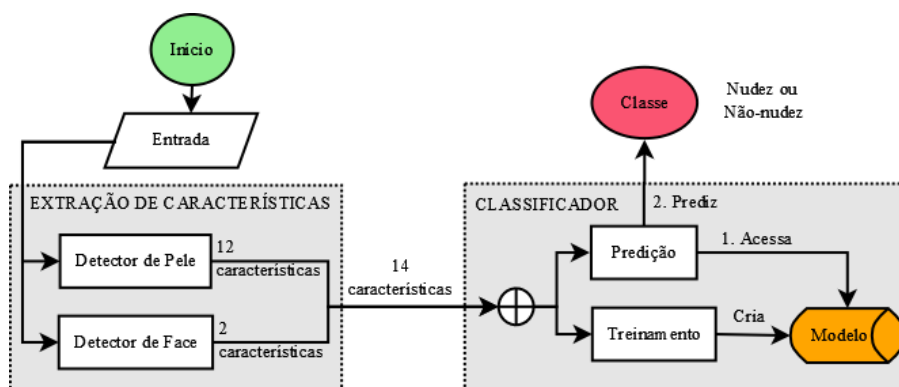 Início
Entrada
EXTRAÇÃO DE CARACTERÍSTICAS
Detector de Pele
12
características
Detector de Face
2
características
14
características
Classe
Nudez ou
Não-nudez
CLASSIFICADOR
2. Prediz
Predição
1. Acessa
Treinamento
Cria
Modelo